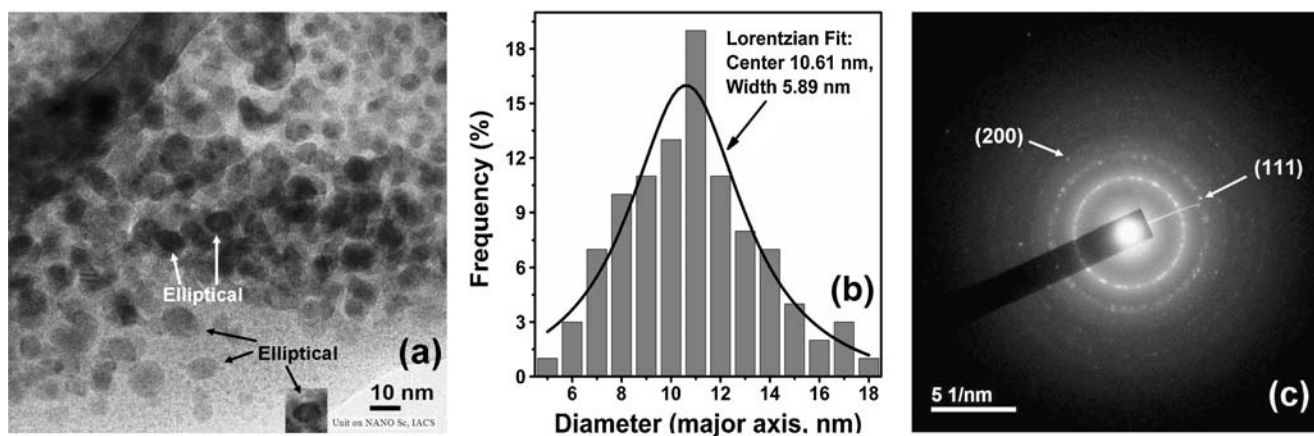 Elliptical
Elliptical
(a)
10 nm
Unit on NANO Sc, IACS
Frequency (%)
18
15
12
9
6
3
0
Lorentzian Fit:
Center 10.61 nm,
Width 5.89 nm
(b)
6 8 10 12 14 16 18
Diameter (major axis, nm)
(200)
(111)
5 1/nm
(c)